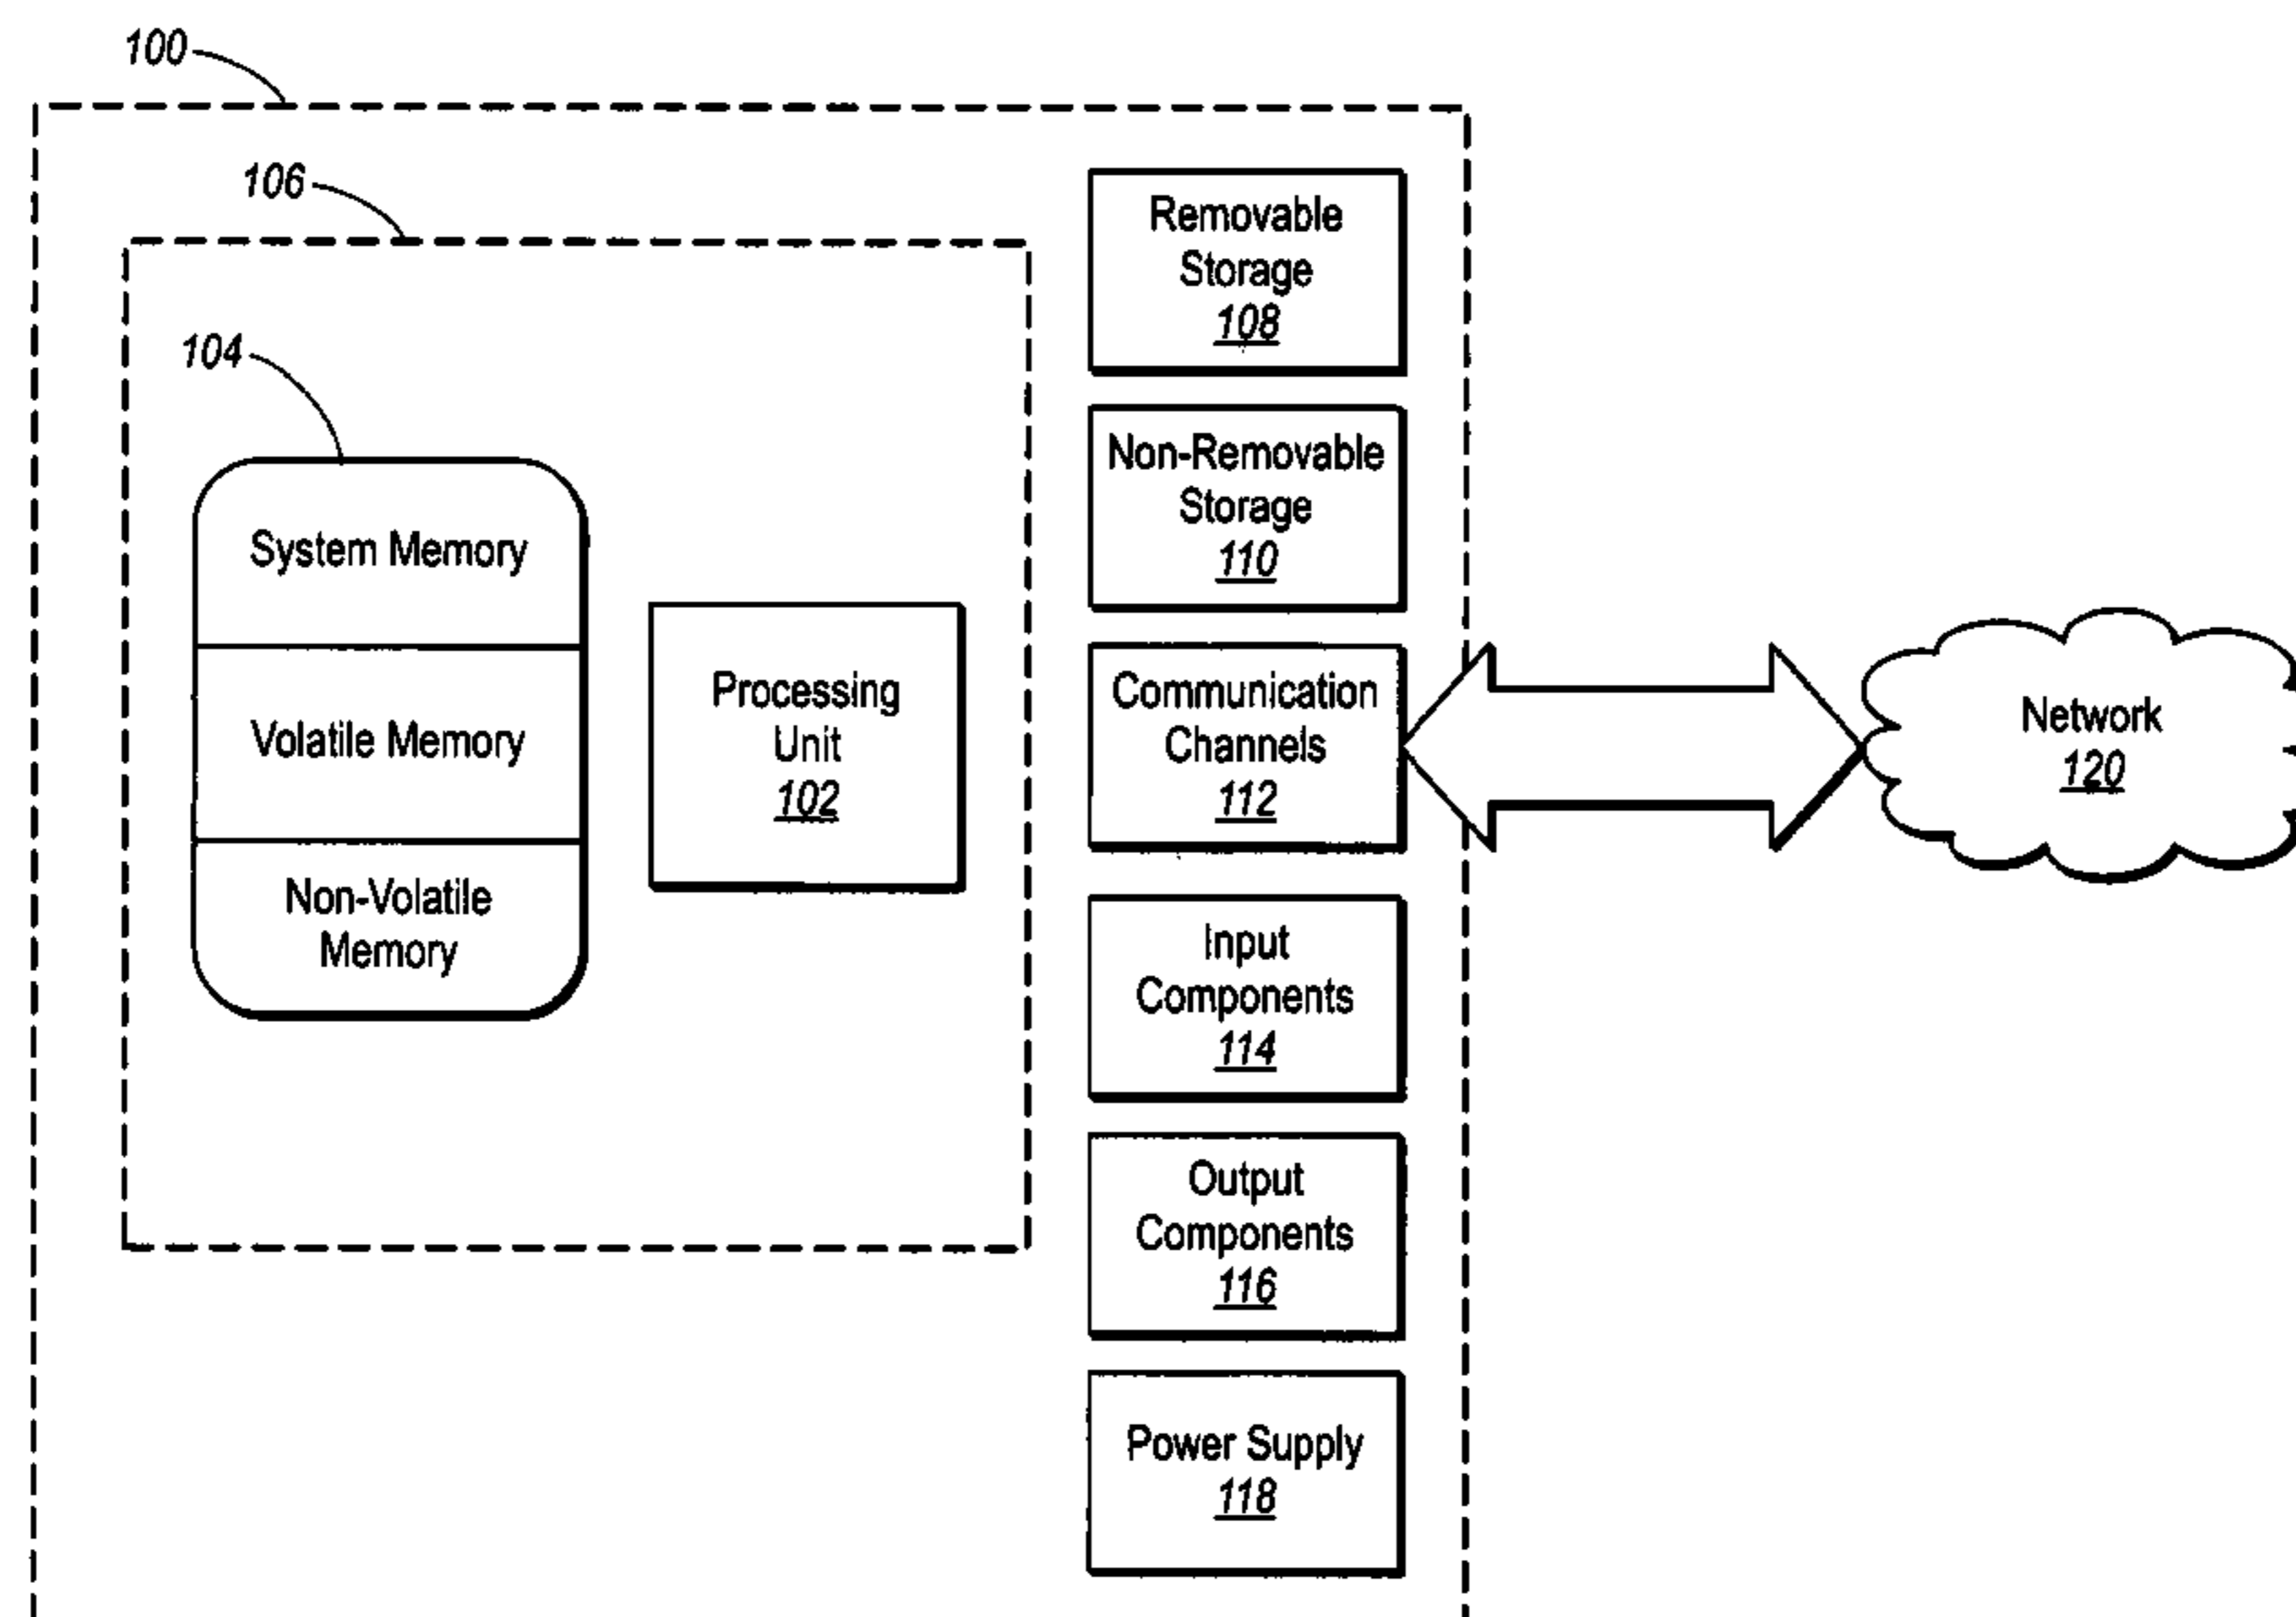 100
106
104
System Memory
Volatile Memory
Non-Volatile
Memory
Processing
Unit
102
Removable
Storage
108
Non-Removable
Storage
110
Communication
Channels
112
Input
Components
114
Output
Components
116
Power Supply
118
Network
120